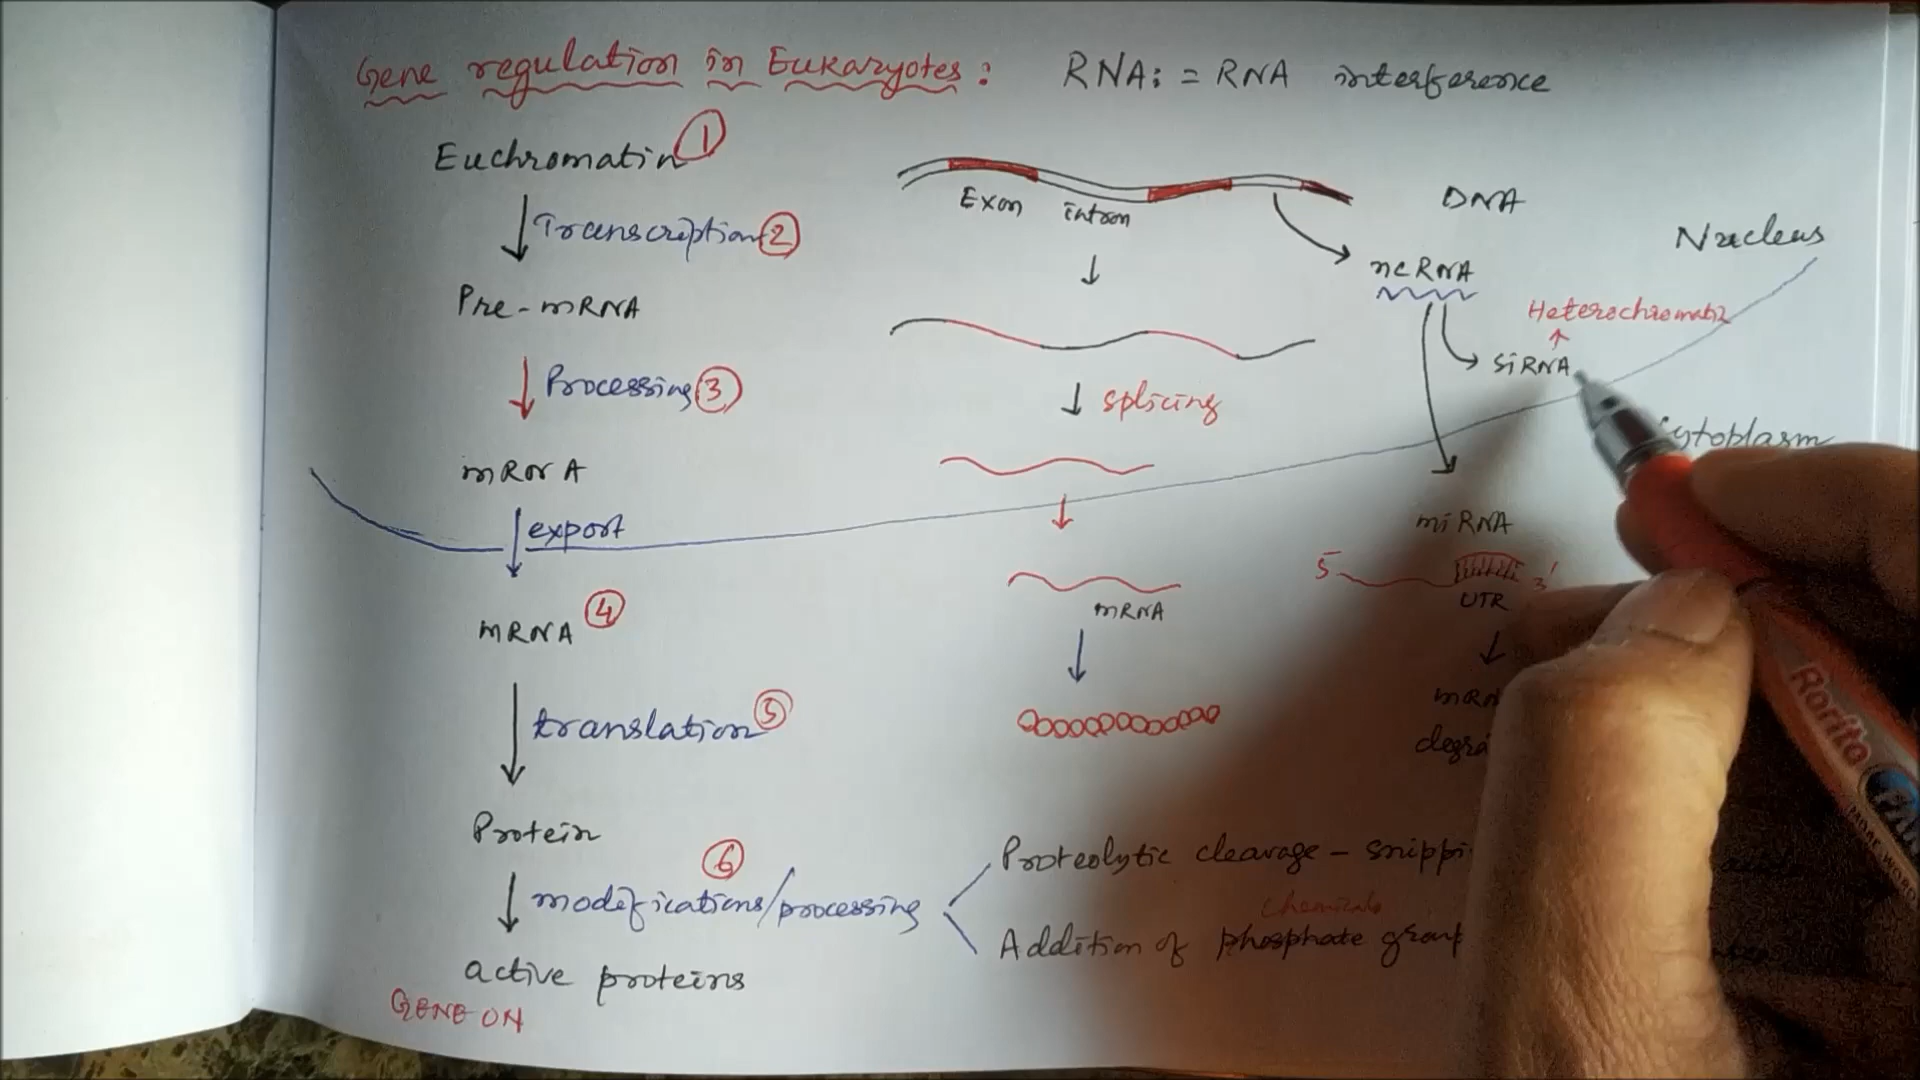 Gene regulation in Eukaryotes: RNAi = RNA interference
Euchromatin 1
Transcription 2
Pre-mRNA
Processing 3
mRNA
export
mRNA 4
translation 5
Protein
6
modifications/processing
active proteins
GENE ON
Exon intron
DNA
Nucleus
ncRNA
Heterochromatin
siRNA
splicing
Cytoplasm
miRNA
5' 3'
UTR
mRNA
Proteolytic cleavage -
chemicals
Addition of phosphate group
Rorito